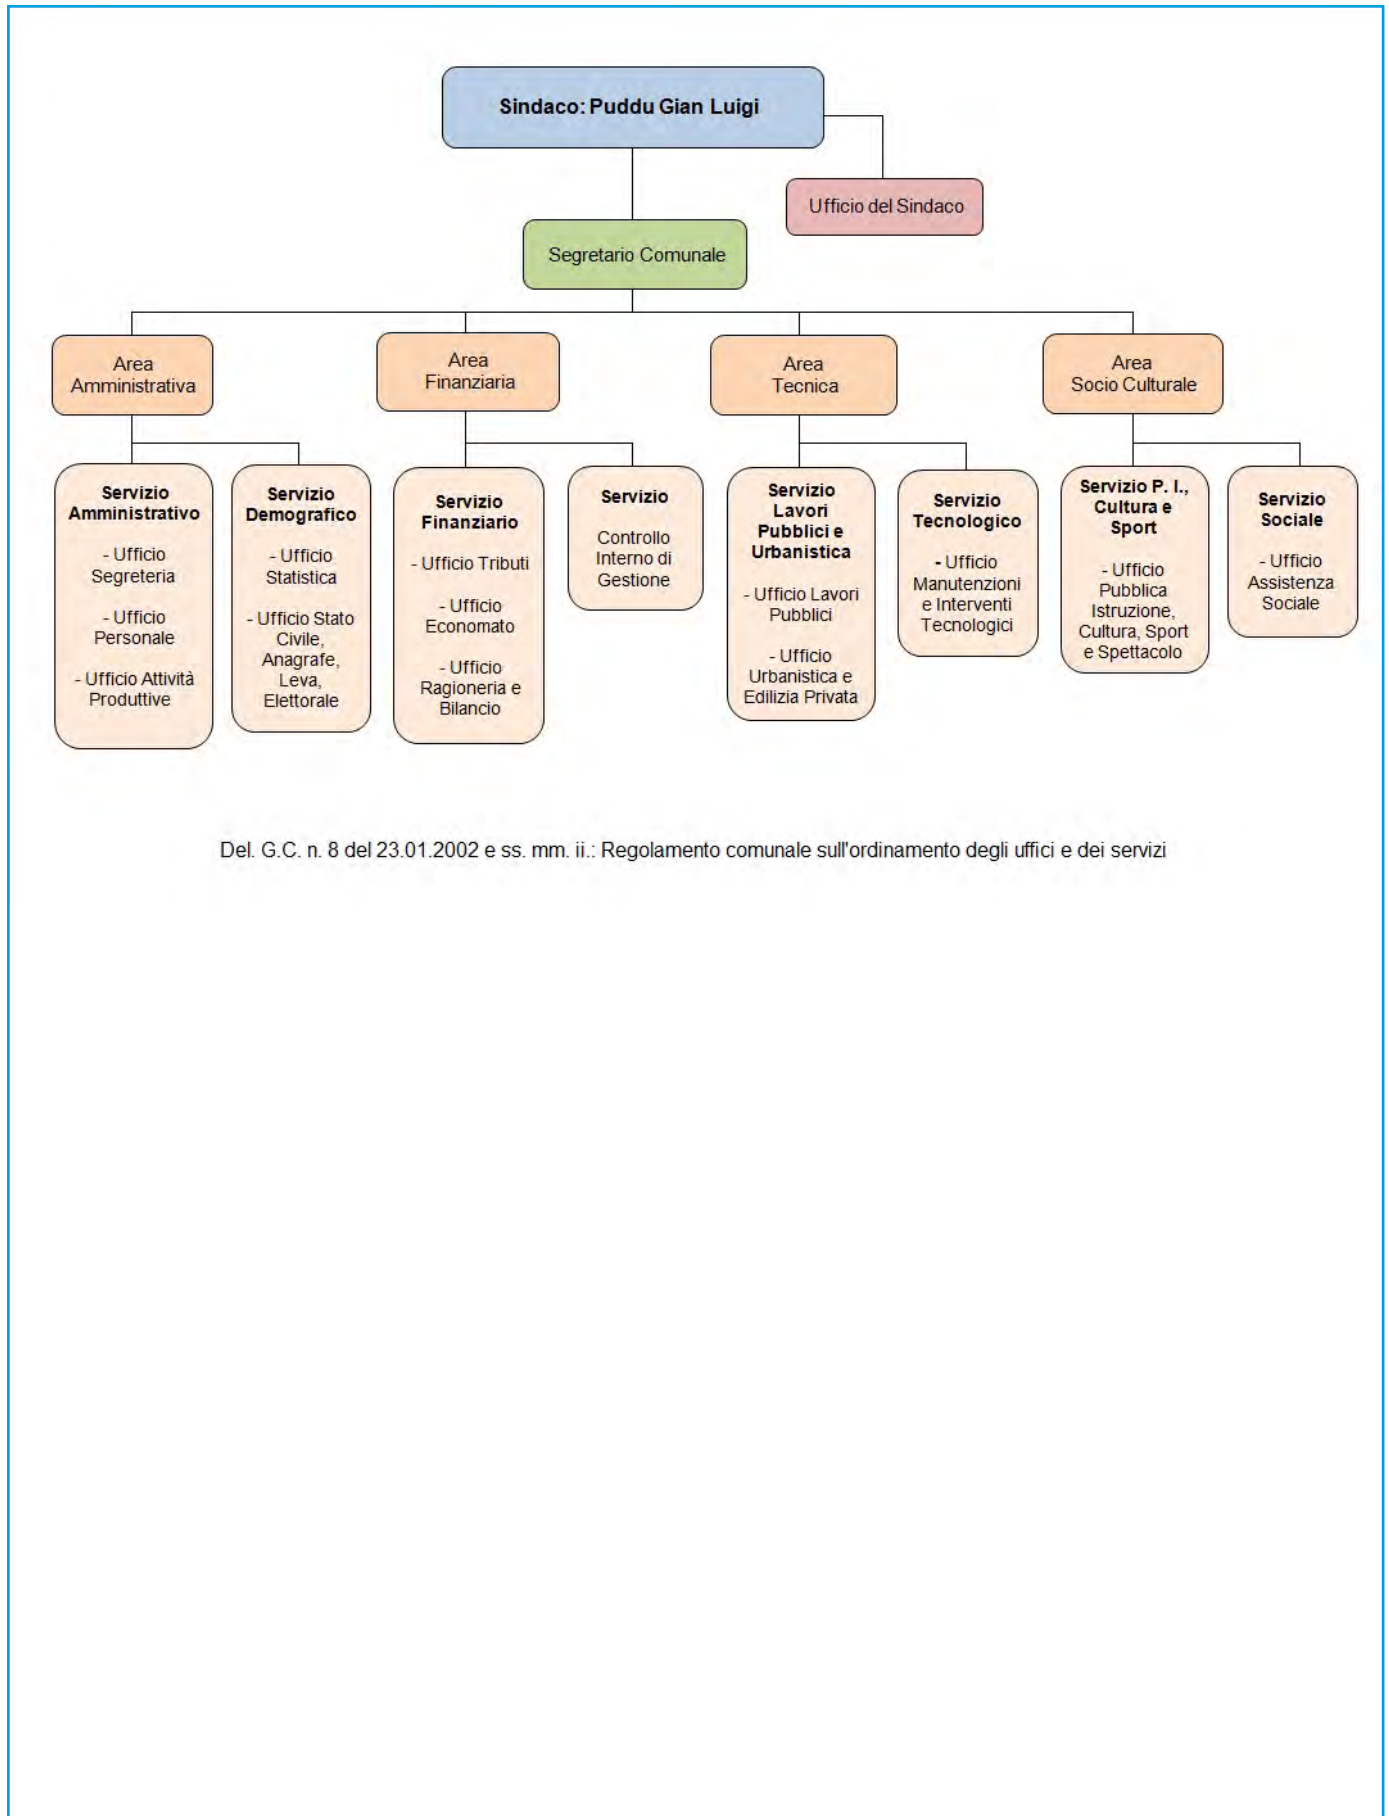 Sindaco: Puddu Gian Luigi
Ufficio del Sindaco
Segretario Comunale
Area
Amministrativa
Area
Finanziaria
Area
Tecnica
Area
Socio Culturale
Servizio
Amministrativo
- Ufficio
Segreteria
- Ufficio
Personale
- Ufficio Attività
Produttive
Servizio
Demografico
- Ufficio
Statistica
- Ufficio Stato
Civile,
Anagrafe,
Leva,
Elettorale
Servizio
Finanziario
- Ufficio Tributi
- Ufficio
Economato
- Ufficio
Ragioneria e
Bilancio
Servizio
Controllo
Interno di
Gestione
Servizio
Lavori
Pubblici e
Urbanistica
- Ufficio Lavori
Pubblici
- Ufficio
Urbanistica e
Edilizia Privata
Servizio
Tecnologico
- Ufficio
Manutenzioni
e Interventi
Tecnologici
Servizio P. I.,
Cultura e
Sport
- Ufficio
Pubblica
Istruzione,
Cultura, Sport
e Spettacolo
Servizio
Sociale
- Ufficio
Assistenza
Sociale
Del. G.C. n. 8 del 23.01.2002 e ss. mm. ii.: Regolamento comunale sull'ordinamento degli uffici e dei servizi